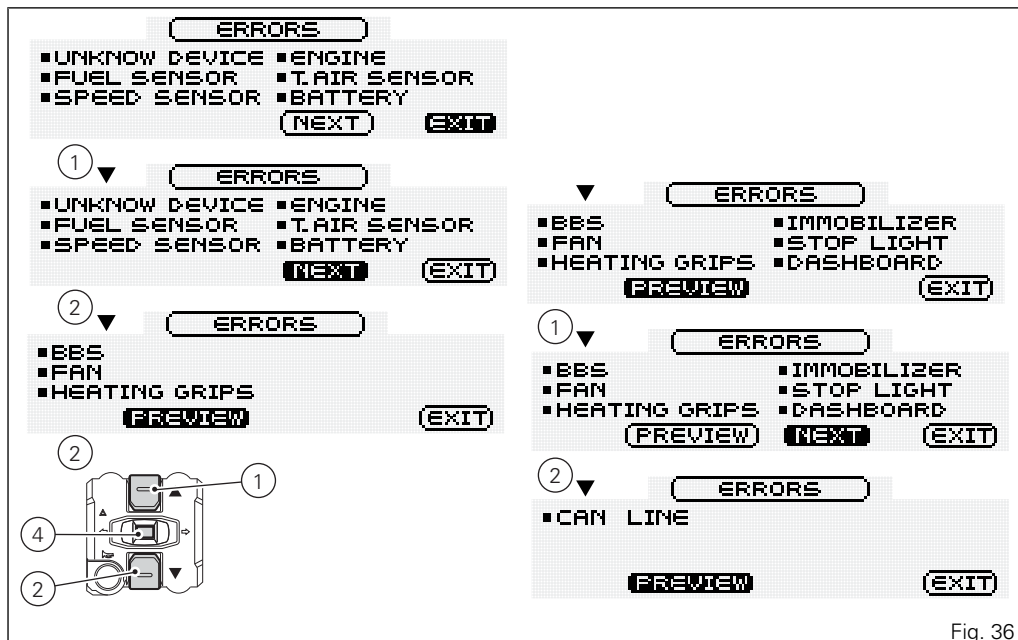 ERRORS
UNKNOW DEVICE
ENGINE
FUEL SENSOR
T.AIR SENSOR
SPEED SENSOR
BATTERY
NEXT
EXIT
1
ERRORS
UNKNOW DEVICE
ENGINE
FUEL SENSOR
T.AIR SENSOR
SPEED SENSOR
BATTERY
NEXT
EXIT
2
ERRORS
BBS
FAN
HEATING GRIPS
PREVIEW
EXIT
2
1
4
2
ERRORS
BBS
IMMOBILIZER
FAN
STOP LIGHT
HEATING GRIPS
DASHBOARD
PREVIEW
EXIT
1
ERRORS
BBS
IMMOBILIZER
FAN
STOP LIGHT
HEATING GRIPS
DASHBOARD
PREVIEW
NEXT
EXIT
2
ERRORS
CAN LINE
PREVIEW
EXIT
Fig. 36